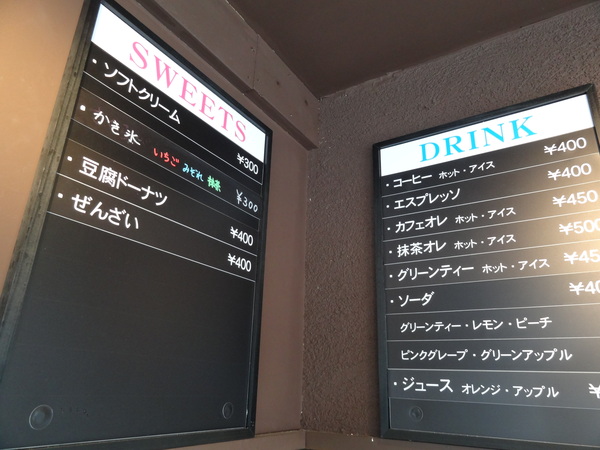 SWEETS
・ソフトクリーム ¥300
・かき氷 いちご みぞれ 抹茶 ¥300
・豆腐ドーナツ ¥400
・ぜんざい ¥400
DRINK
・コーヒー ホット・アイス ¥400
・エスプレッソ ¥400
・カフェオレ ホット・アイス ¥450
・抹茶オレ ホット・アイス ¥500
・グリーンティー ホット・アイス ¥45
・ソーダ ¥40
グリーンティー・レモン・ピーチ
ピンクグレープ・グリーンアップル
・ジュース オレンジ・アップル ¥